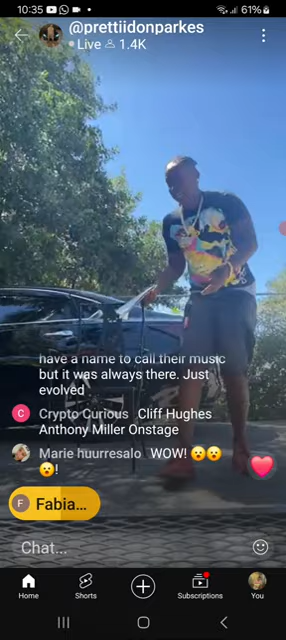 10:35
61%
@prettiidonparkes
Live 1.4K
have a name to call their music
but it was always there. Just
evolved
C Crypto Curious Cliff Hughes
Anthony Miller Onstage
Marie huurresalo WOW! 😮😮
😮!
F Fabia...
Chat...
Home Shorts Subscriptions You